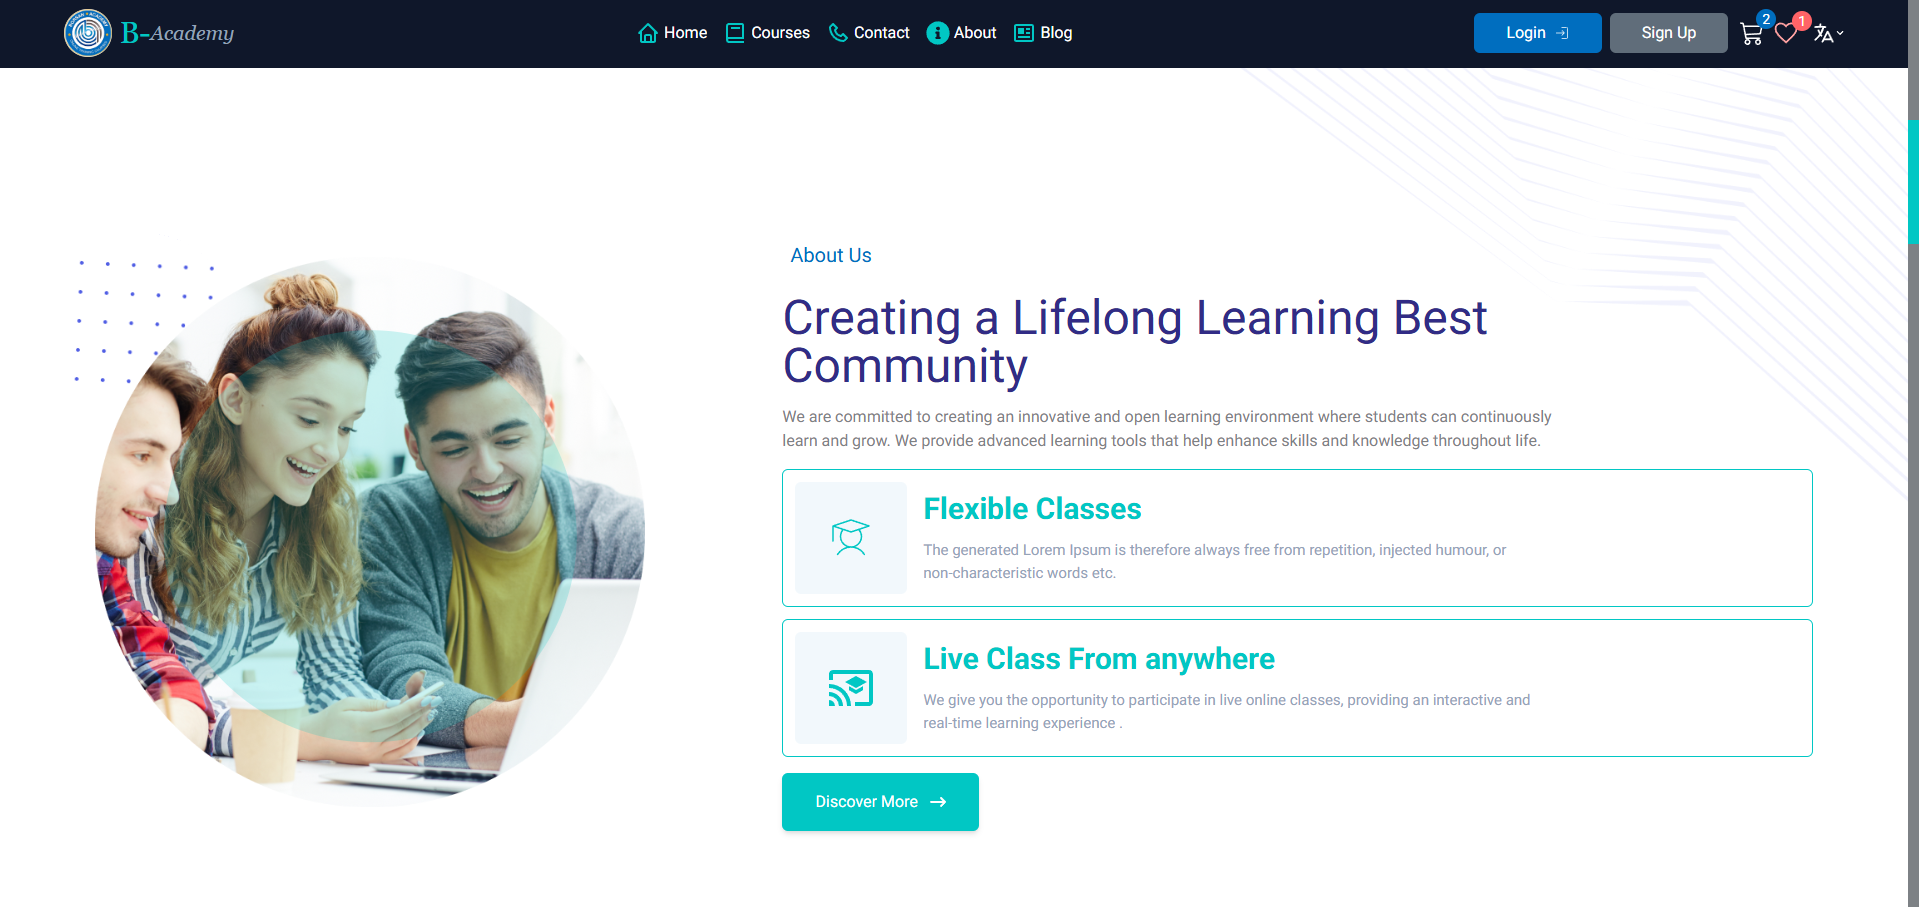 B-Academy
Home
Courses
Contact
About
Blog
Login
Sign Up
2
1
About Us
Creating a Lifelong Learning Best
Community
We are committed to creating an innovative and open learning environment where students can continuously
learn and grow. We provide advanced learning tools that help enhance skills and knowledge throughout life.
Flexible Classes
The generated Lorem Ipsum is therefore always free from repetition, injected humour, or
non-characteristic words etc.
Live Class From anywhere
We give you the opportunity to participate in live online classes, providing an interactive and
real-time learning experience .
Discover More